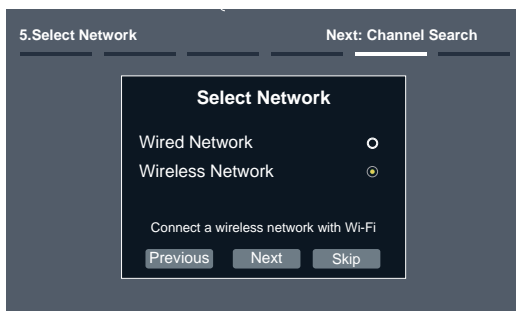 5.Select Network
Next: Channel Search
Select Network
Wired Network
Wireless Network
Connect a wireless network with Wi-Fi
Previous
Next
Skip